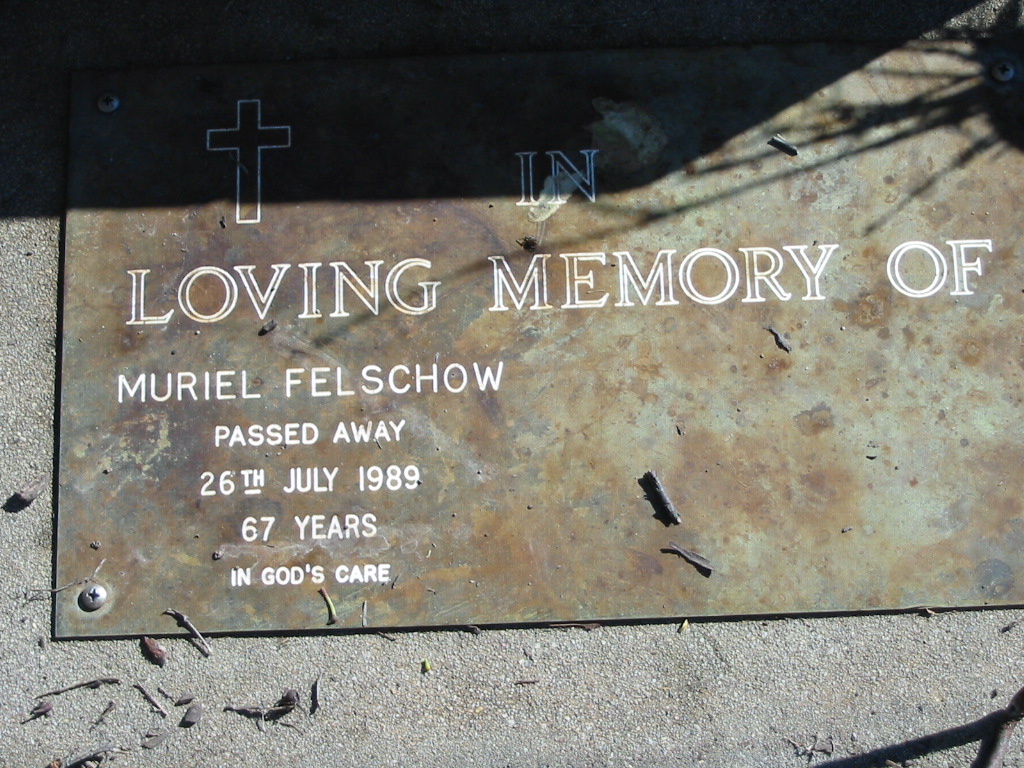 IN
LOVING MEMORY OF
MURIEL FELSCHOW
PASSED AWAY
26TH JULY 1989
67 YEARS
IN GOD'S CARE